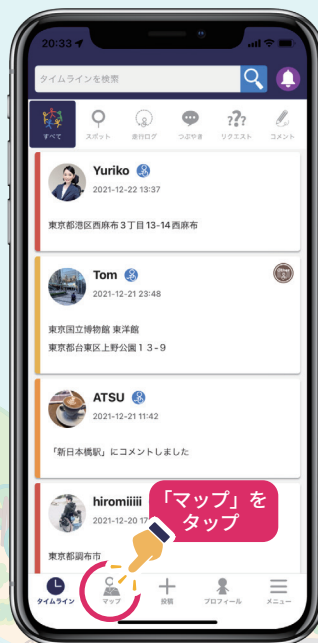 20:33
タイムラインを検索
すべて
スポット
走行ログ
つぶやき
リクエスト
コメント
Yuriko
2021-12-22 13:37
東京都港区西麻布3丁目13-14西麻布
Tom
2021-12-21 23:48
東京国立博物館 東洋館
東京都台東区上野公園13-9
ATSU
2021-12-21 11:42
「新日本橋駅」にコメントしました
hiromiiiii
2021-12-20 17
東京都調布市
「マップ」を
タップ
タイムライン
マップ
投稿
プロフィール
メニュー